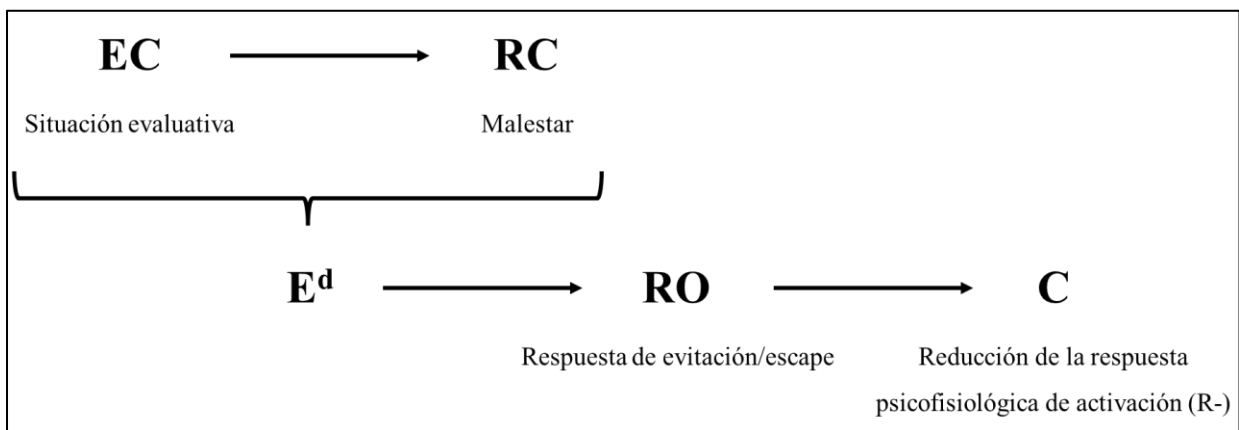 EC RC
Situación evaluativa Malestar
Eᵈ RO C
Respuesta de evitación/escape Reducción de la respuesta
psicofisiológica de activación (R-)